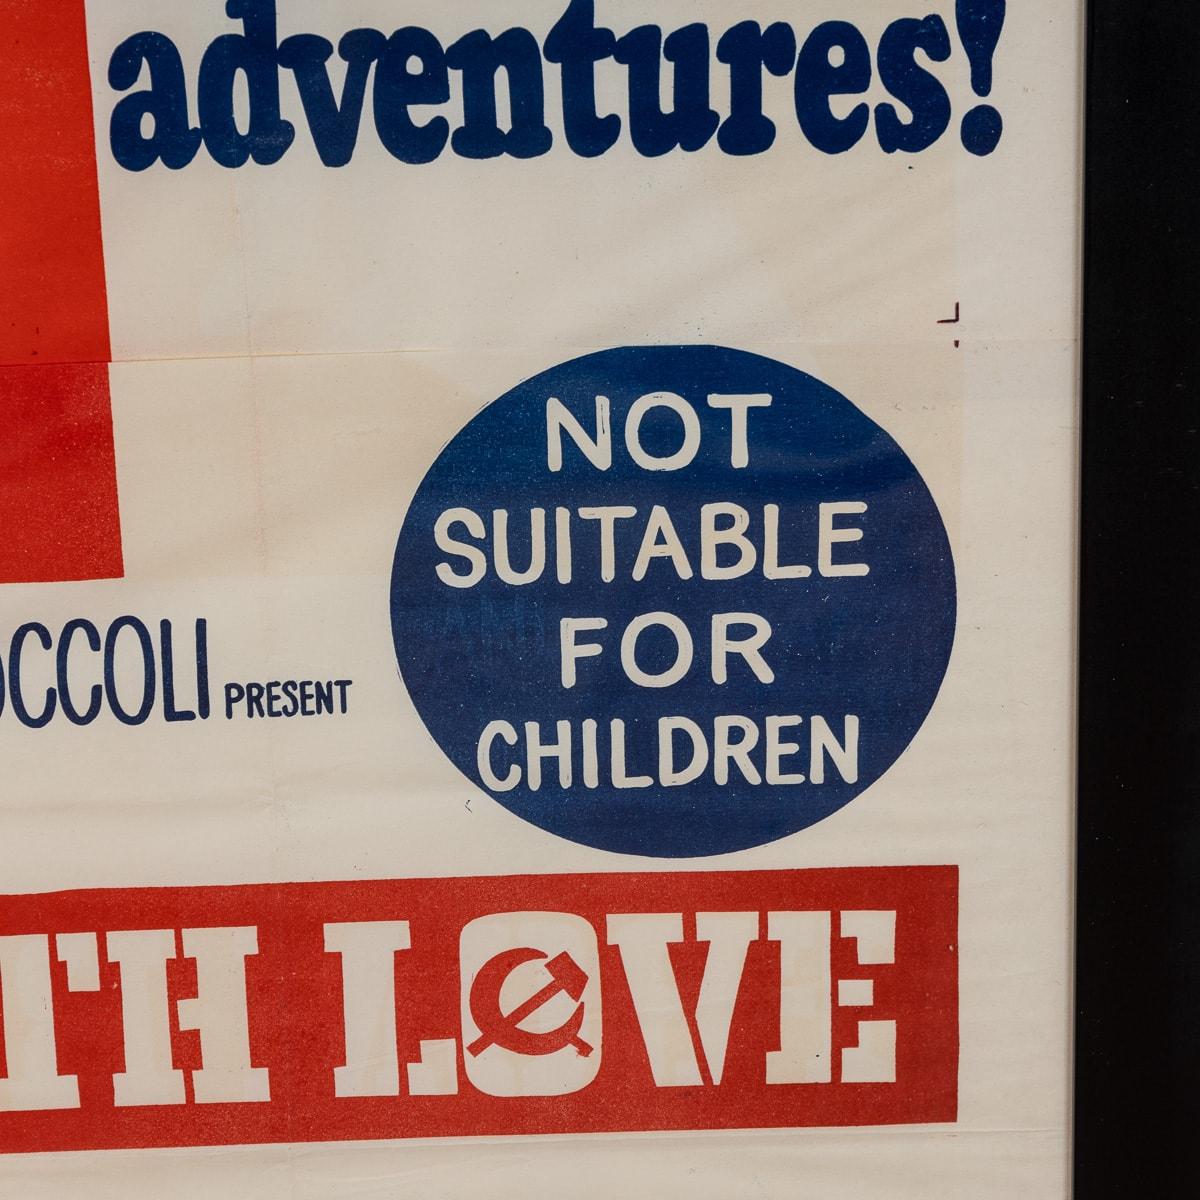 adventures!
NOT
SUITABLE
FOR
CHILDREN
OCCOLI PRESENT
TH LOVE